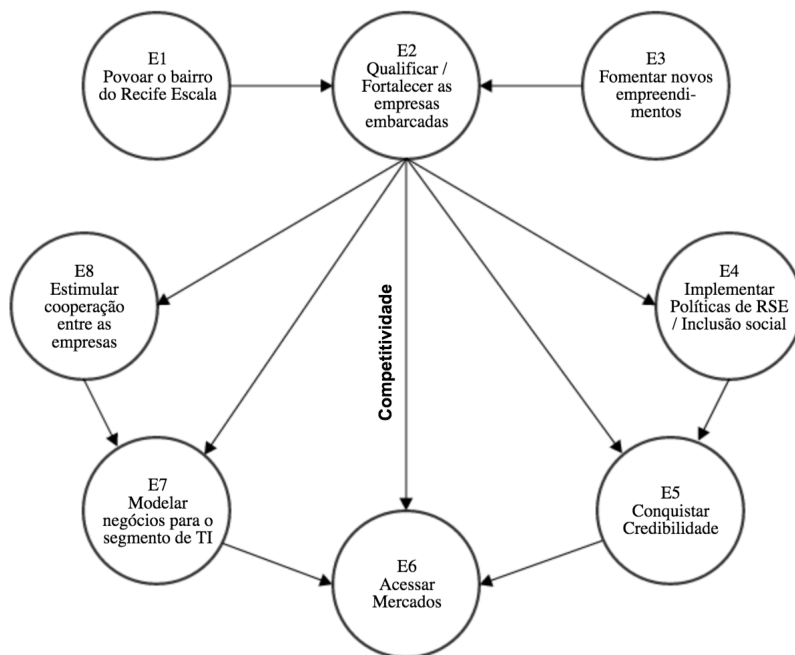 E1
Povoar o bairro
do Recife Escala
E2
Qualificar /
Fortalecer as
empresas
embarcadas
E3
Fomentar novos
empreendi-
mentos
E8
Estimular
cooperação
entre as
empresas
Competitividade
E4
Implementar
Políticas de RSE
/ Inclusão social
E7
Modelar
negócios para o
segmento de TI
E6
Acessar
Mercados
E5
Conquistar
Credibilidade